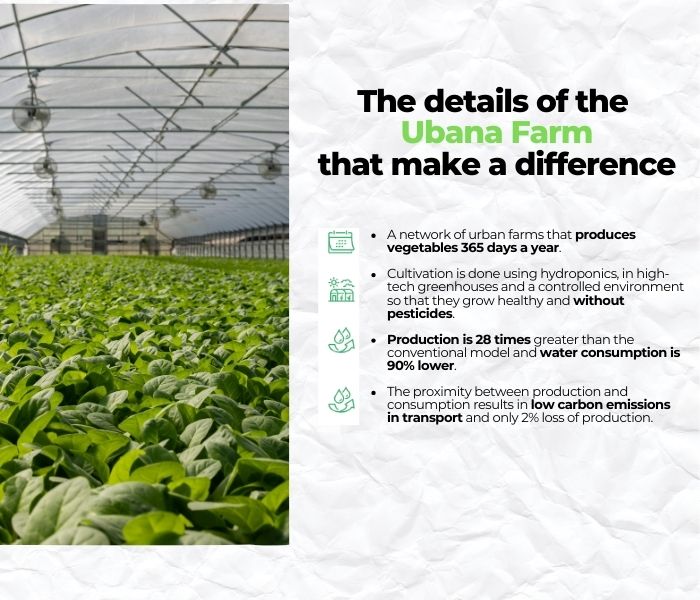 The details of the
Ubana Farm
that make a difference
• A network of urban farms that produces
vegetables 365 days a year.
• Cultivation is done using hydroponics, in high-
tech greenhouses and a controlled environment
so that they grow healthy and without
pesticides.
• Production is 28 times greater than the
conventional model and water consumption is
90% lower.
• The proximity between production and
consumption results in low carbon emissions
in transport and only 2% loss of production.